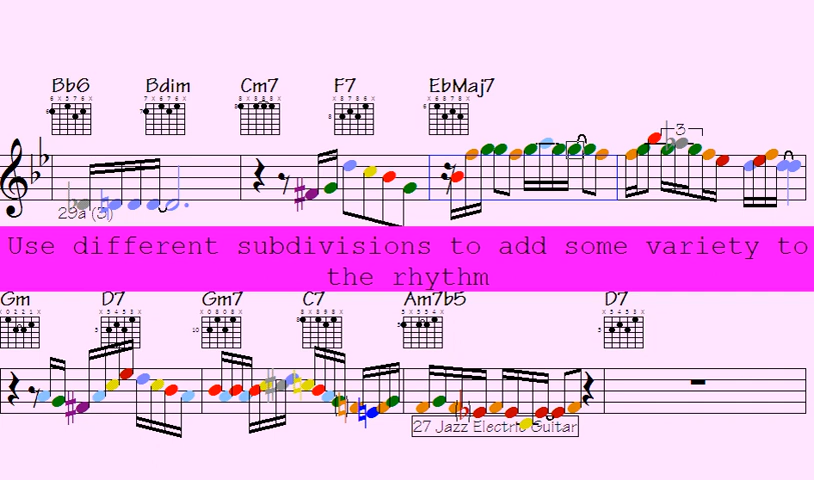 Bb6 Bdim Cm7 F7 EbMaj7
3
29a (3)
Use different subdivisions to add some variety to
the rhythm
Gm D7 Gm7 C7 Am7b5 D7
27 Jazz Electric Guitar